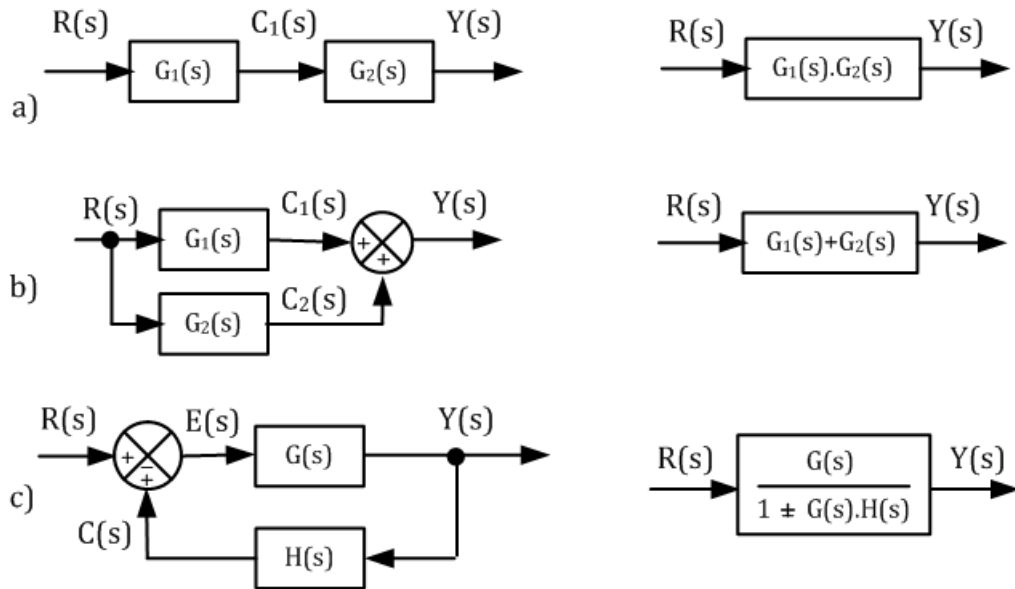 R(s) C₁(s) Y(s) R(s) Y(s)
G₁(s) G₂(s) G₁(s).G₂(s)
a)
R(s) C₁(s) Y(s) R(s) Y(s)
G₁(s) + G₁(s)+G₂(s)
+
b) C₂(s)
G₂(s)
R(s) E(s) Y(s) R(s) G(s) Y(s)
+ − G(s)
+ 1 ± G(s).H(s)
c) C(s) H(s)